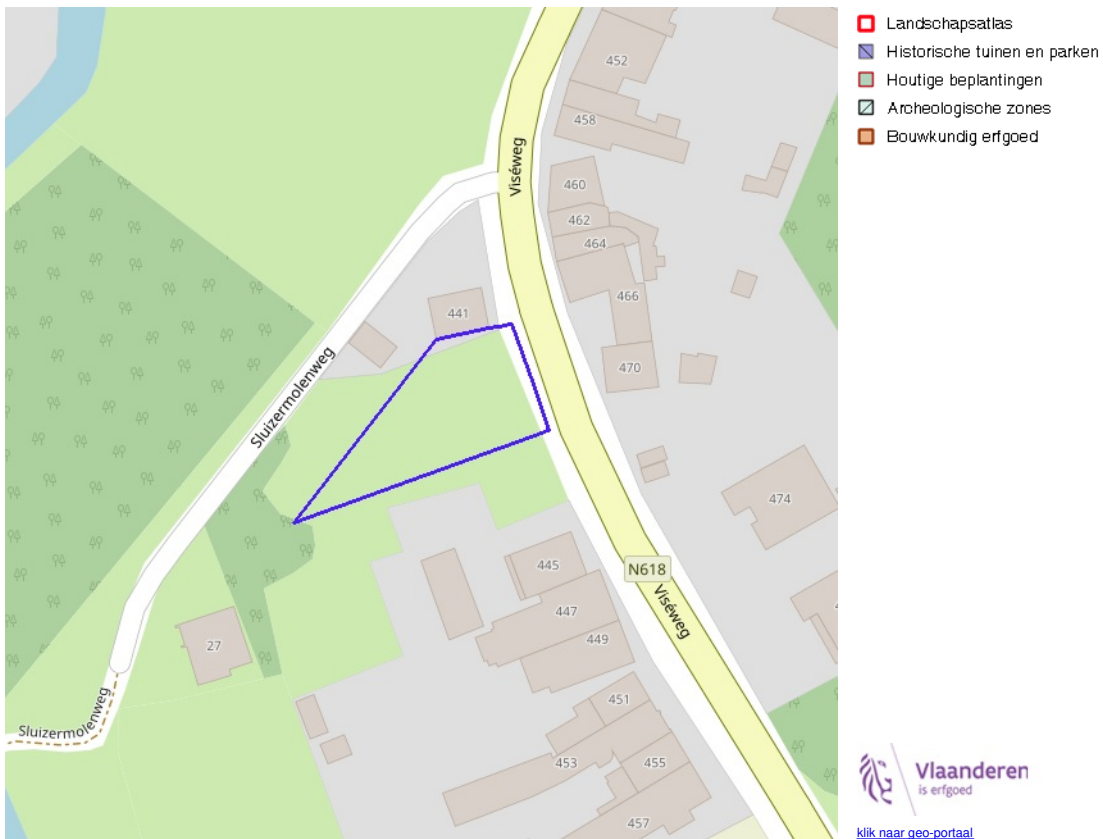 Landschapsatlas
Historische tuinen en parken
Houtige beplantingen
Archeologische zones
Bouwkundig erfgoed
452
458
Viséweg
460
462
464
466
441
470
Sluizermolenweg
474
445
N618
447
Viséweg
449
27
451
Sluizermolenweg
453
455
457
Vlaanderen
is erfgoed
klik naar geo-portaal